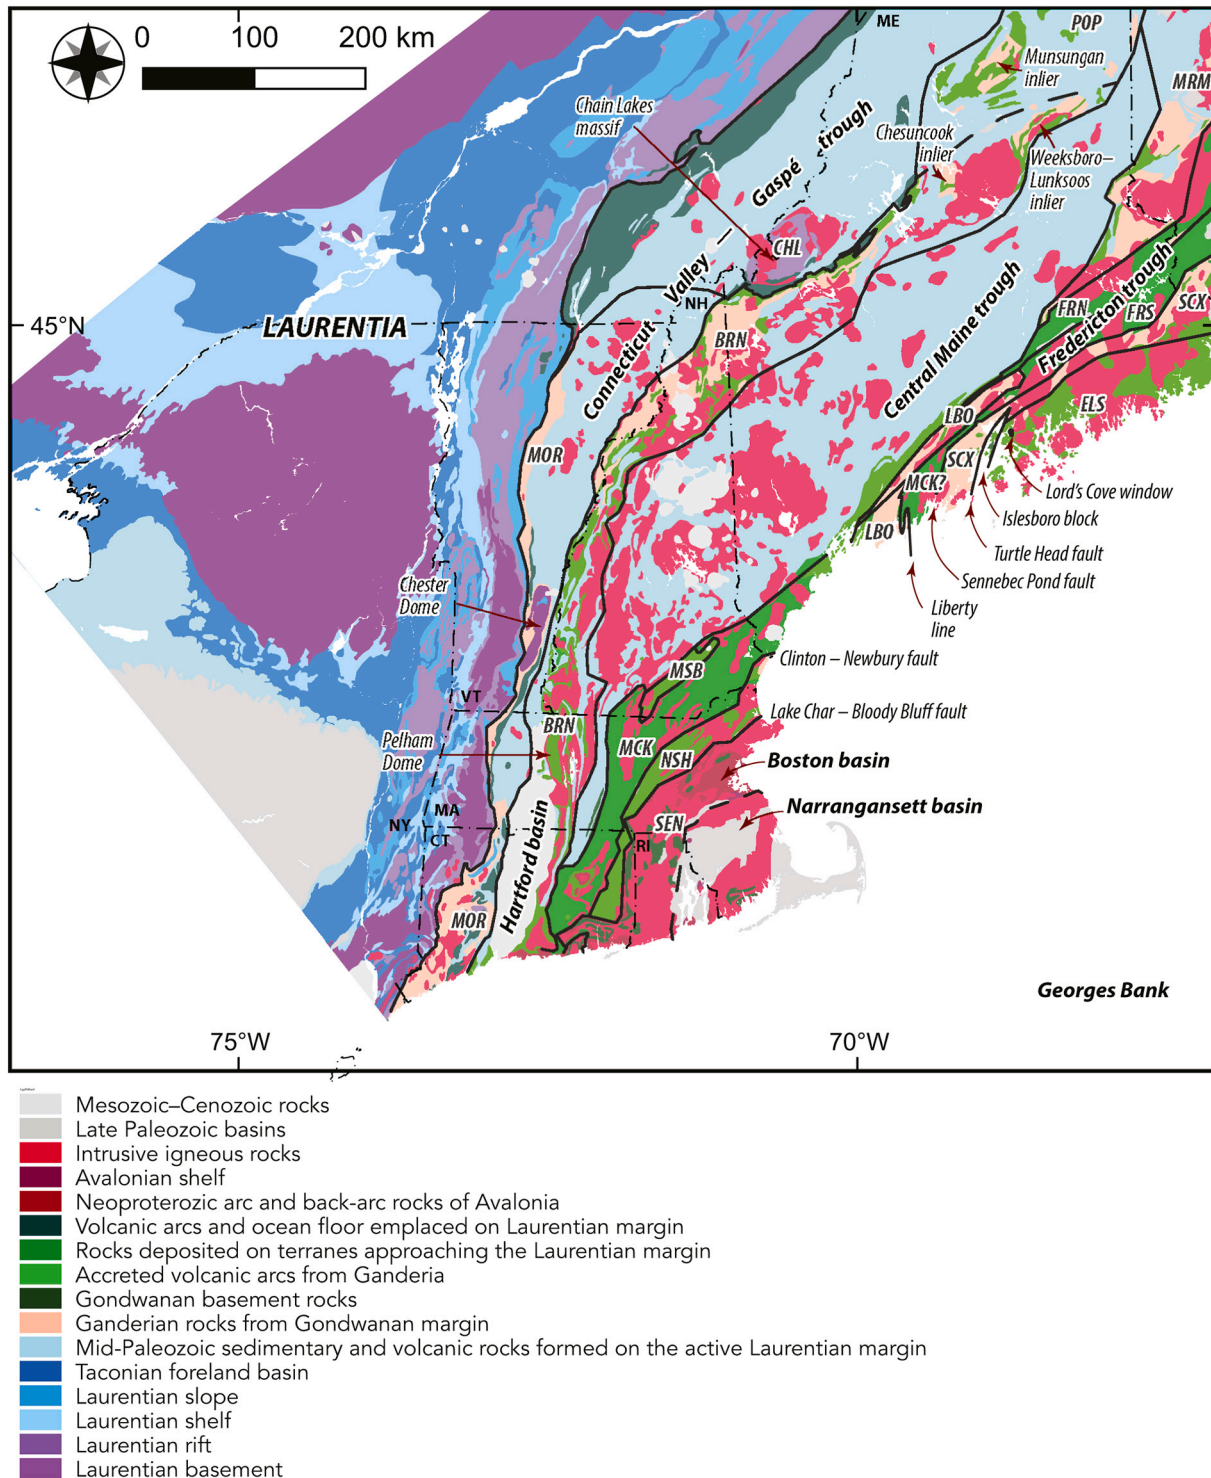 0 100 200 km
ME
POP
Munsungan
inlier
MRM
Chain Lakes
massif
Chesuncook
inlier
Weeksboro–
Lunksoos
inlier
Gaspé trough
CHL
Connecticut Valley –
NH
BRN
Central Maine trough
FRN
FRS
SCX
Fredericton trough
45°N
LAURENTIA
MOR
LBO
ELS
SCX
MCK?
LBO
Lord's Cove window
Islesboro block
Turtle Head fault
Sennebec Pond fault
Liberty
line
Chester
Dome
Clinton – Newbury fault
MSB
VT
Lake Char – Bloody Bluff fault
BRN
Pelham
Dome
MCK
NSH
Boston basin
Narrangansett basin
MA
NY
CT
SEN
RI
Hartford basin
MOR
Georges Bank
75°W
70°W
Mesozoic–Cenozoic rocks
Late Paleozoic basins
Intrusive igneous rocks
Avalonian shelf
Neoproterozic arc and back-arc rocks of Avalonia
Volcanic arcs and ocean floor emplaced on Laurentian margin
Rocks deposited on terranes approaching the Laurentian margin
Accreted volcanic arcs from Ganderia
Gondwanan basement rocks
Ganderian rocks from Gondwanan margin
Mid-Paleozoic sedimentary and volcanic rocks formed on the active Laurentian margin
Taconian foreland basin
Laurentian slope
Laurentian shelf
Laurentian rift
Laurentian basement